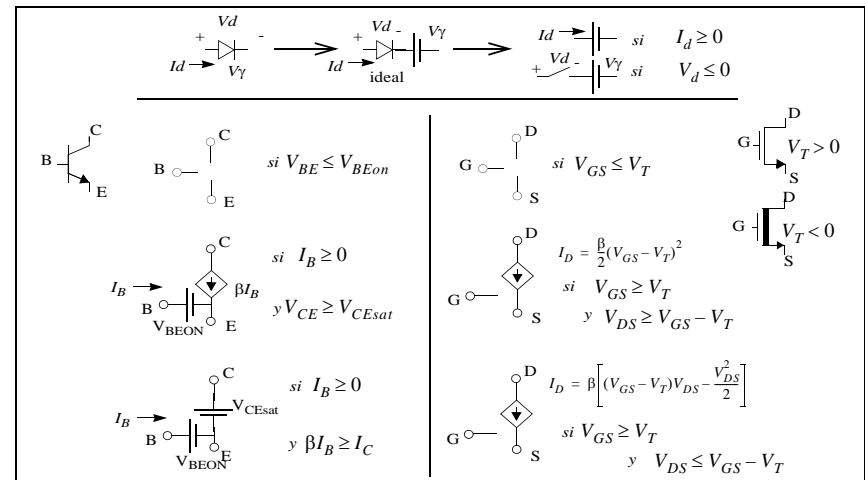 Vd
+ -
Id Vγ
+ Vd - Vγ
Id ideal
Id si I_d ≥ 0
+ Vd - Vγ si V_d ≤ 0
C
B
E
C
B
E
si V_BE ≤ V_BEon
C
si I_B ≥ 0
I_B
βI_B
B
E
y V_CE ≥ V_CEsat
V_BEON
C
si I_B ≥ 0
I_B
V_CEsat
B
E
y βI_B ≥ I_C
V_BEON
D
G
S
si V_GS ≤ V_T
D
G
S
V_T > 0
D
G
S
V_T < 0
D
I_D = β/2 (V_GS – V_T)^2
si V_GS ≥ V_T
G
S
y V_DS ≥ V_GS – V_T
D
I_D = β[(V_GS – V_T)V_DS – V_DS^2/2]
G
S
si V_GS ≥ V_T
y V_DS ≤ V_GS – V_T